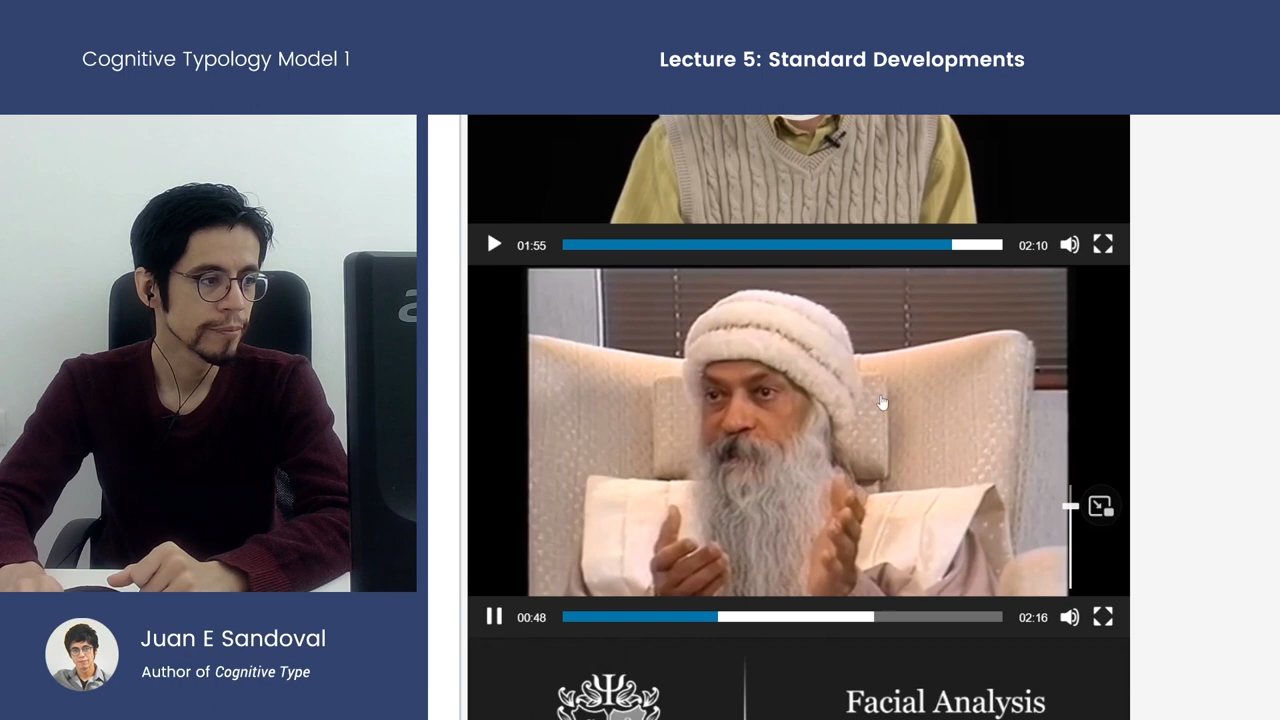 Cognitive Typology Model 1
Lecture 5: Standard Developments
01:55
02:10
00:48
02:16
Juan E Sandoval
Author of Cognitive Type
Facial Analysis